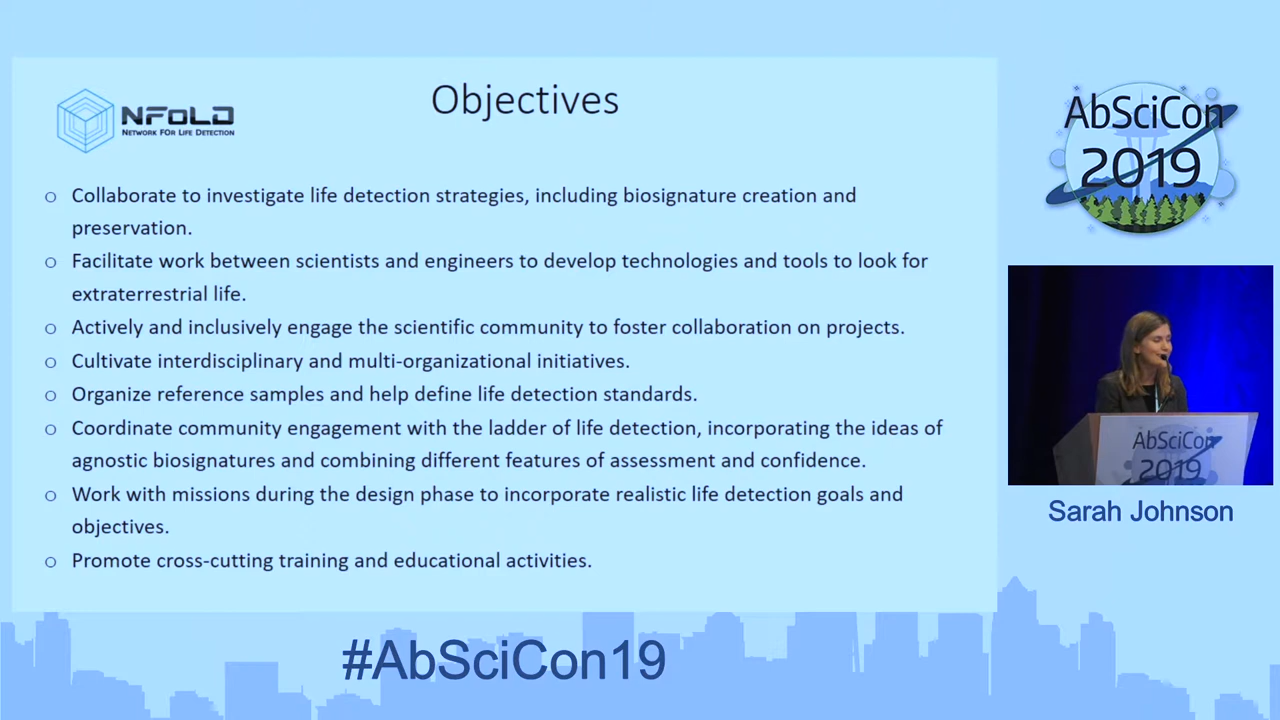 NFoLD
NETWORK FOR LIFE DETECTION
Objectives
o Collaborate to investigate life detection strategies, including biosignature creation and
preservation.
o Facilitate work between scientists and engineers to develop technologies and tools to look for
extraterrestrial life.
o Actively and inclusively engage the scientific community to foster collaboration on projects.
o Cultivate interdisciplinary and multi-organizational initiatives.
o Organize reference samples and help define life detection standards.
o Coordinate community engagement with the ladder of life detection, incorporating the ideas of
agnostic biosignatures and combining different features of assessment and confidence.
o Work with missions during the design phase to incorporate realistic life detection goals and
objectives.
o Promote cross-cutting training and educational activities.
AbSciCon
2019
AbSciCon
2019
Sarah Johnson
#AbSciCon19